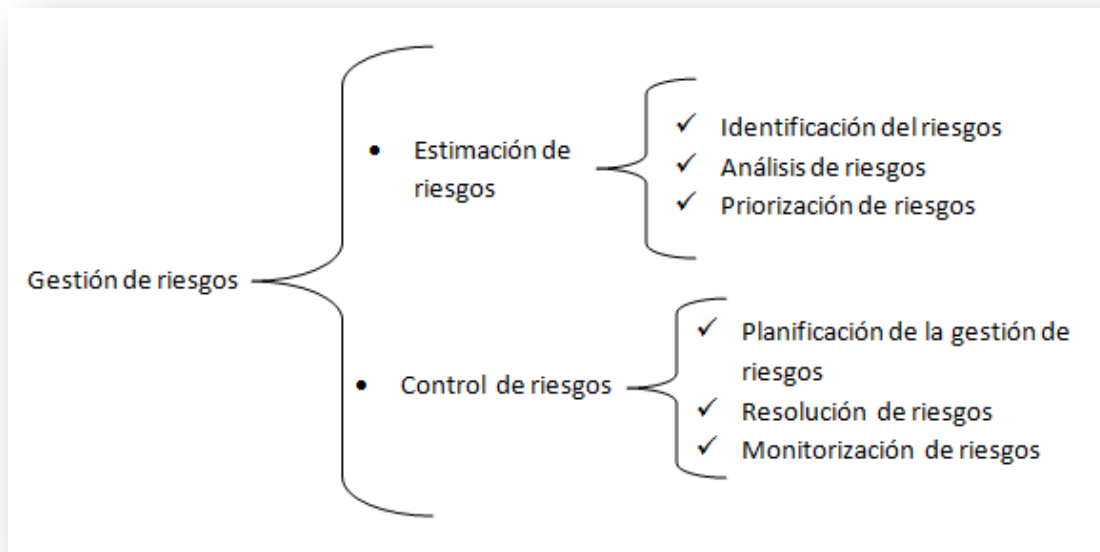 Gestión de riesgos
• Estimación de
riesgos
✓ Identificación del riesgos
✓ Análisis de riesgos
✓ Priorización de riesgos
• Control de riesgos
✓ Planificación de la gestión de
riesgos
✓ Resolución de riesgos
✓ Monitorización de riesgos